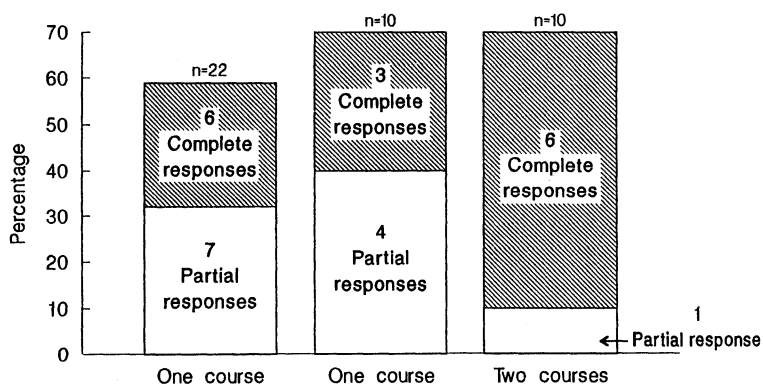 n=10
n=10
n=22
70
60
50
40
30
20
10
0
Percentage
6
Complete
responses
7
Partial
responses
3
Complete
responses
4
Partial
responses
6
Complete
responses
1
Partial response
One course
One course
Two courses